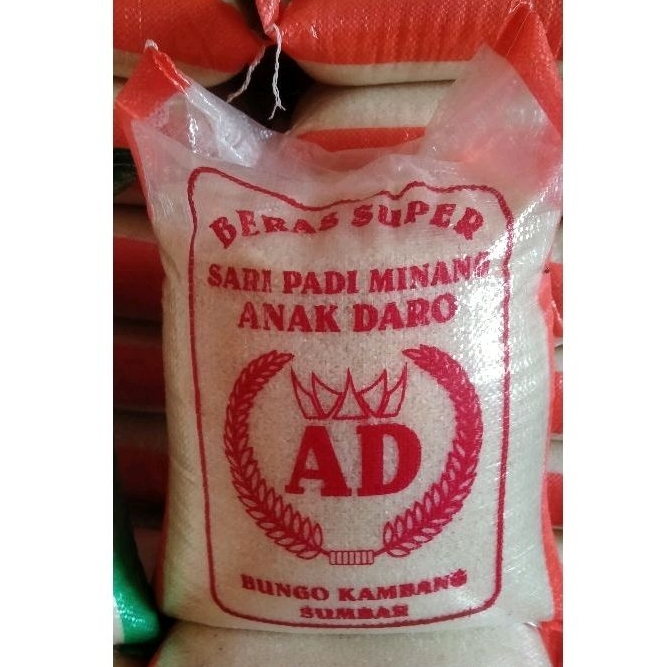 BERAS SUPER
SARI PADI MINANG
ANAK DARO
AD
BUNGO KAMBANG
SUMBAR